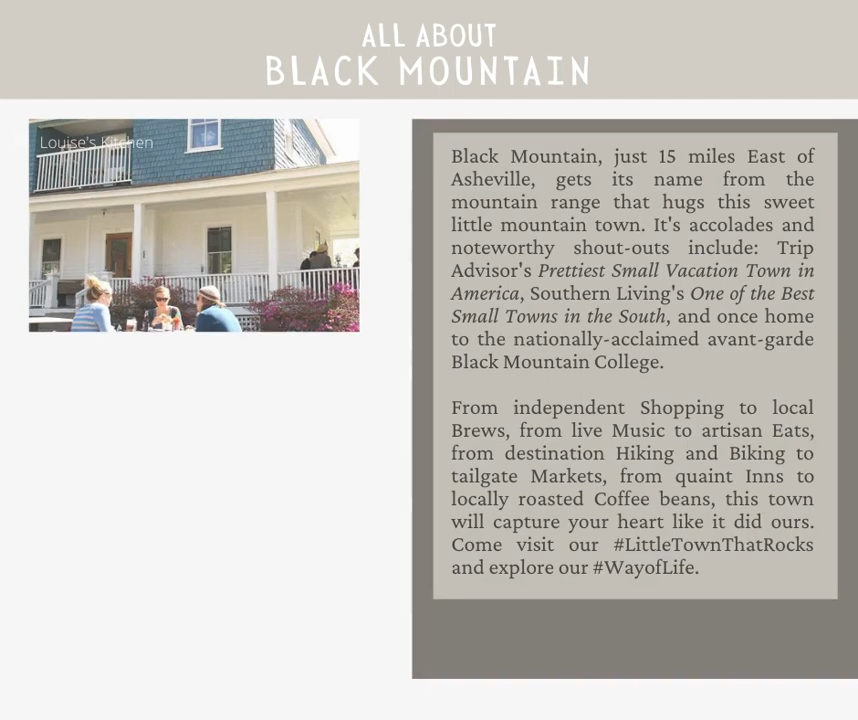 ALL ABOUT
BLACK MOUNTAIN
Louise's Kitchen
Black Mountain, just 15 miles East of
Asheville, gets its name from the
mountain range that hugs this sweet
little mountain town. It's accolades and
noteworthy shout-outs include: Trip
Advisor's Prettiest Small Vacation Town in
America, Southern Living's One of the Best
Small Towns in the South, and once home
to the nationally-acclaimed avant-garde
Black Mountain College.
From independent Shopping to local
Brews, from live Music to artisan Eats,
from destination Hiking and Biking to
tailgate Markets, from quaint Inns to
locally roasted Coffee beans, this town
will capture your heart like it did ours.
Come visit our #LittleTownThatRocks
and explore our #WayofLife.